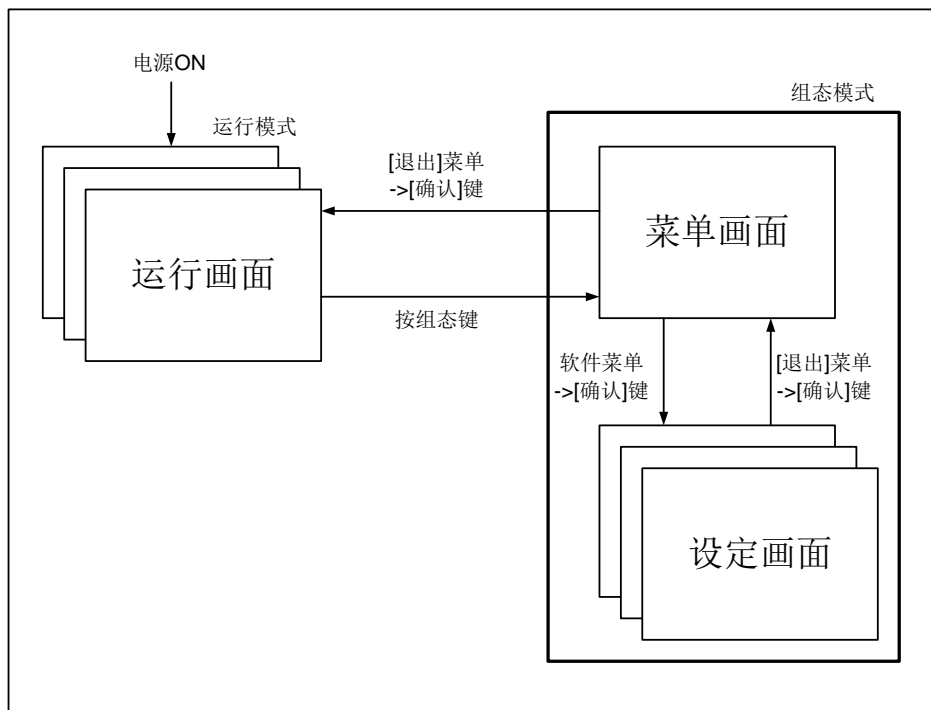 电源ON
组态模式
运行模式
[退出]菜单
->[确认]键
菜单画面
运行画面
按组态键
软件菜单
->[确认]键
[退出]菜单
->[确认]键
设定画面